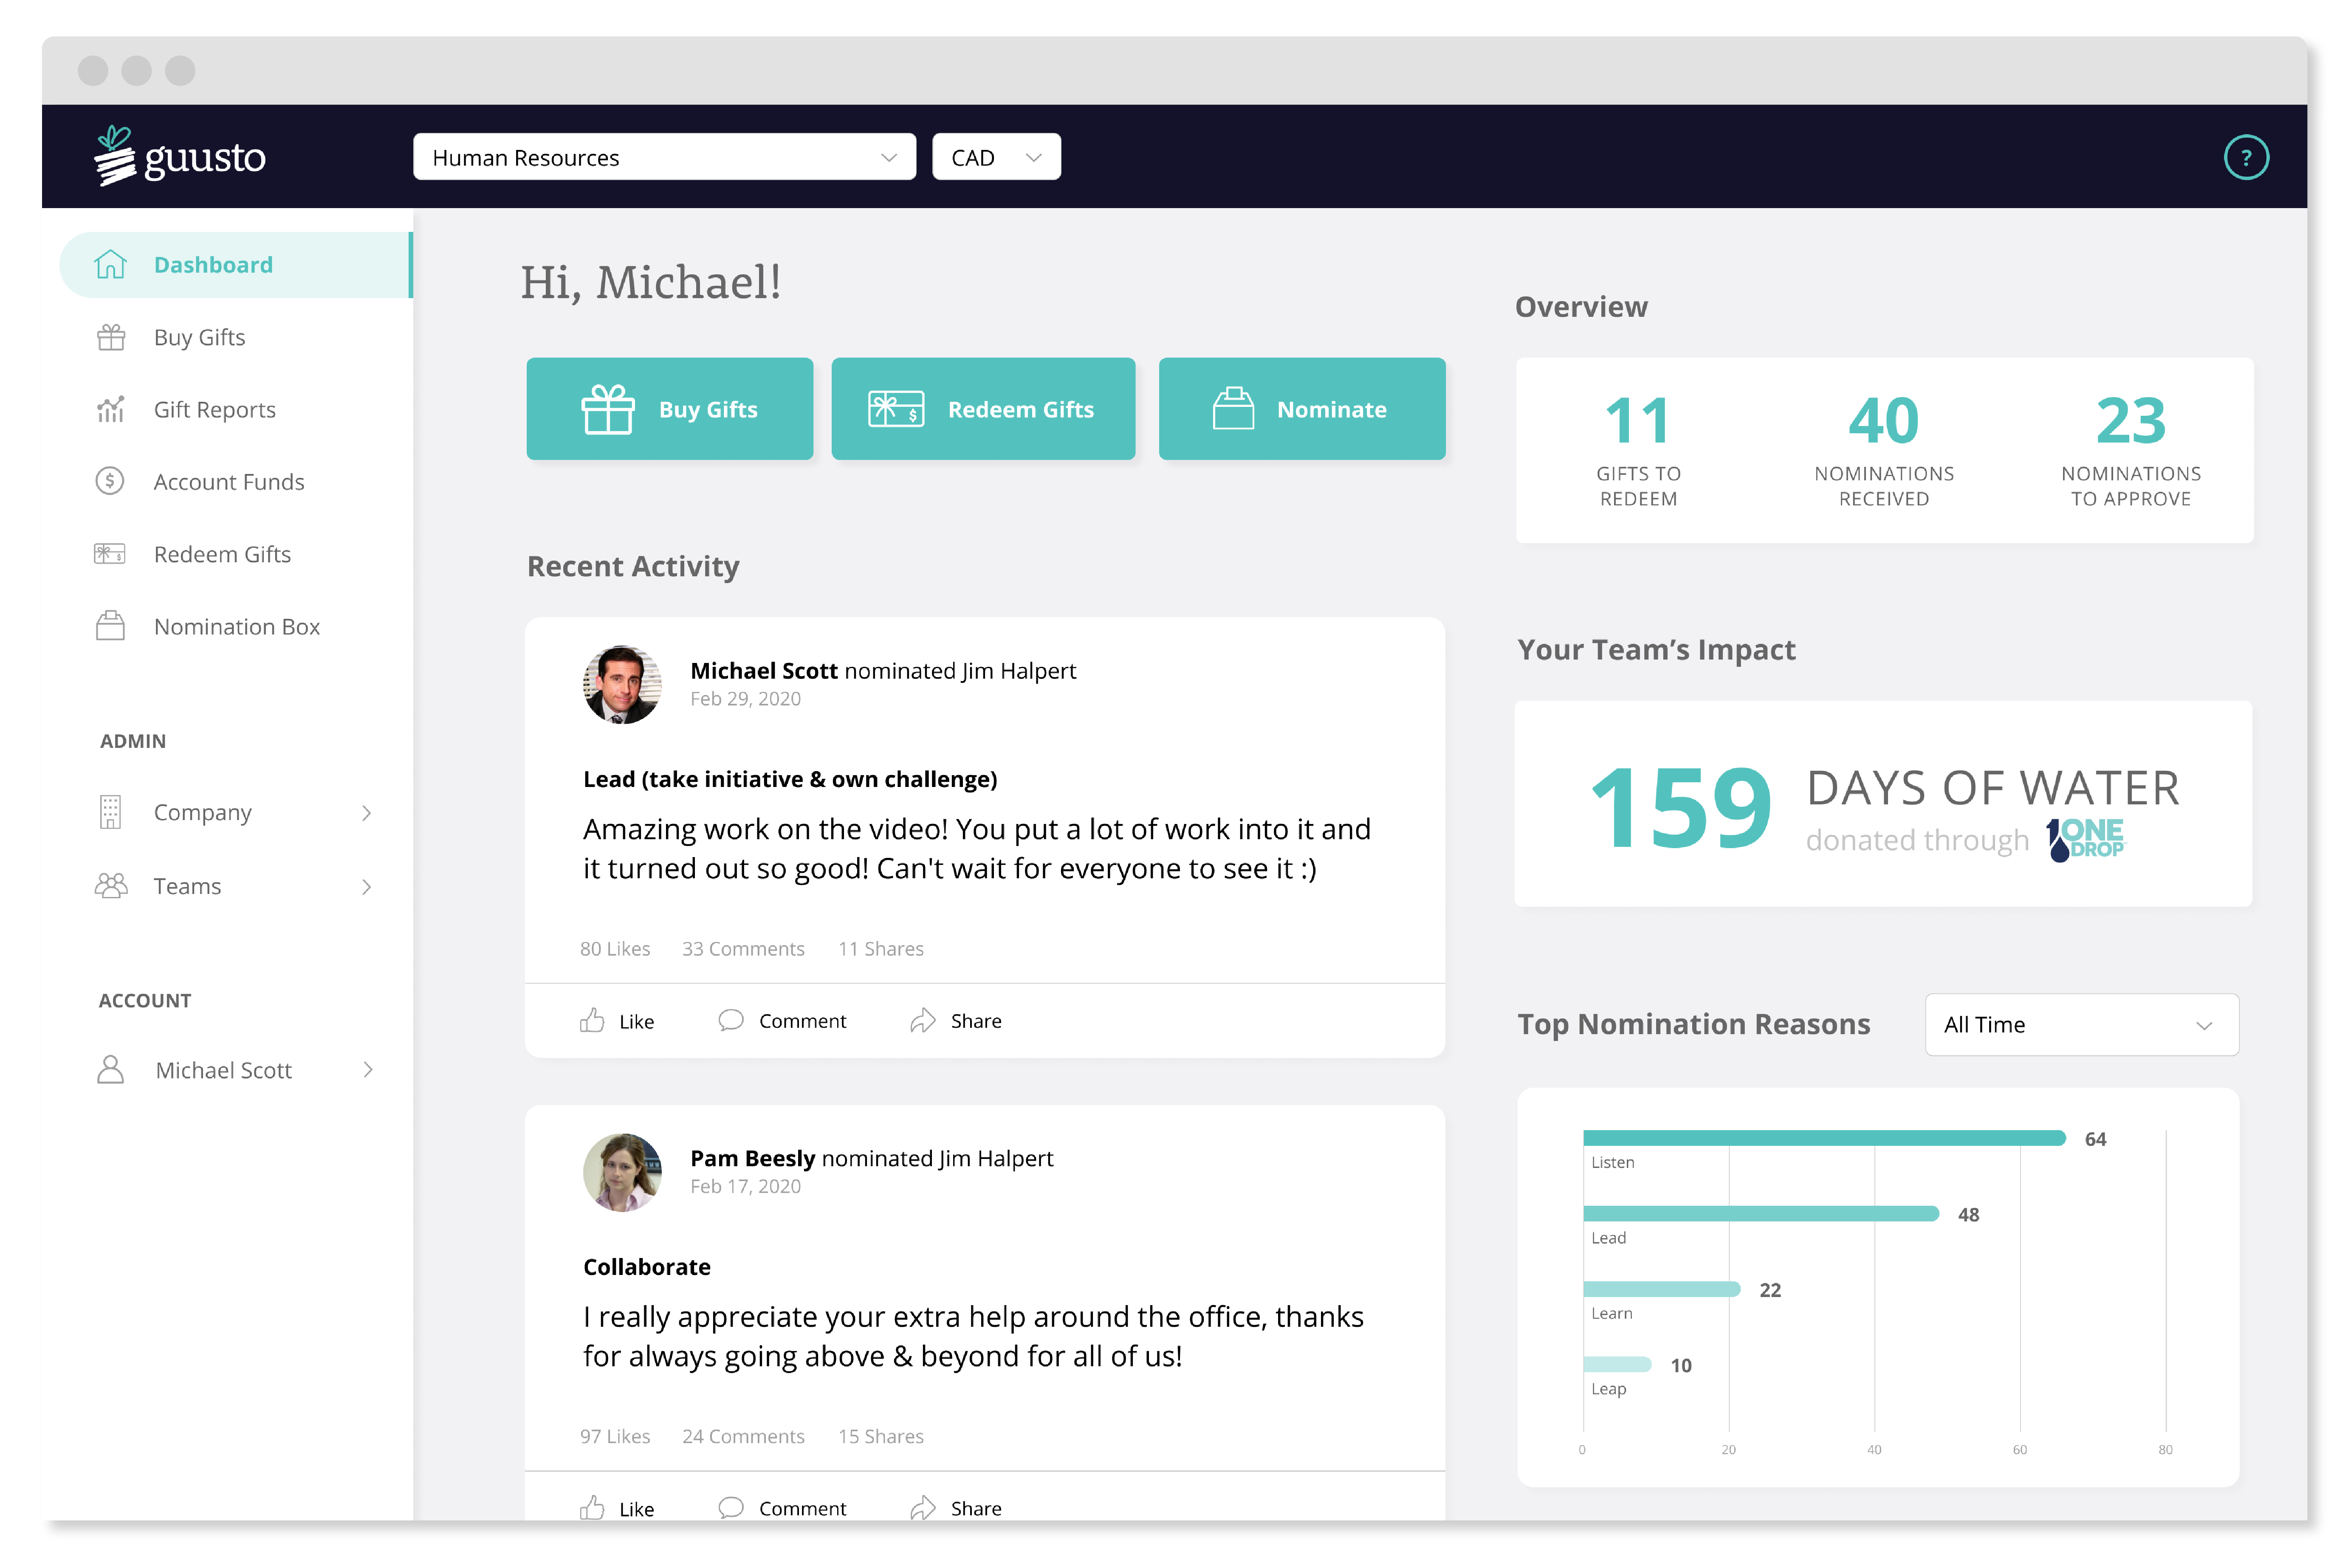 guusto
Human Resources
CAD
?
Dashboard
Buy Gifts
Gift Reports
Account Funds
Redeem Gifts
Nomination Box
ADMIN
Company
Teams
ACCOUNT
Michael Scott
Hi, Michael!
Buy Gifts
Redeem Gifts
Nominate
Recent Activity
Michael Scott nominated Jim Halpert
Feb 29, 2020
Lead (take initiative & own challenge)
Amazing work on the video! You put a lot of work into it and
it turned out so good! Can't wait for everyone to see it :)
80 Likes 33 Comments 11 Shares
Like Comment Share
Pam Beesly nominated Jim Halpert
Feb 17, 2020
Collaborate
I really appreciate your extra help around the office, thanks
for always going above & beyond for all of us!
97 Likes 24 Comments 15 Shares
Like Comment Share
Overview
11
GIFTS TO
REDEEM
40
NOMINATIONS
RECEIVED
23
NOMINATIONS
TO APPROVE
Your Team’s Impact
159 DAYS OF WATER
donated through
ONE
DROP
Top Nomination Reasons
All Time
64
Listen
48
Lead
22
Learn
10
Leap
0 20 40 60 80